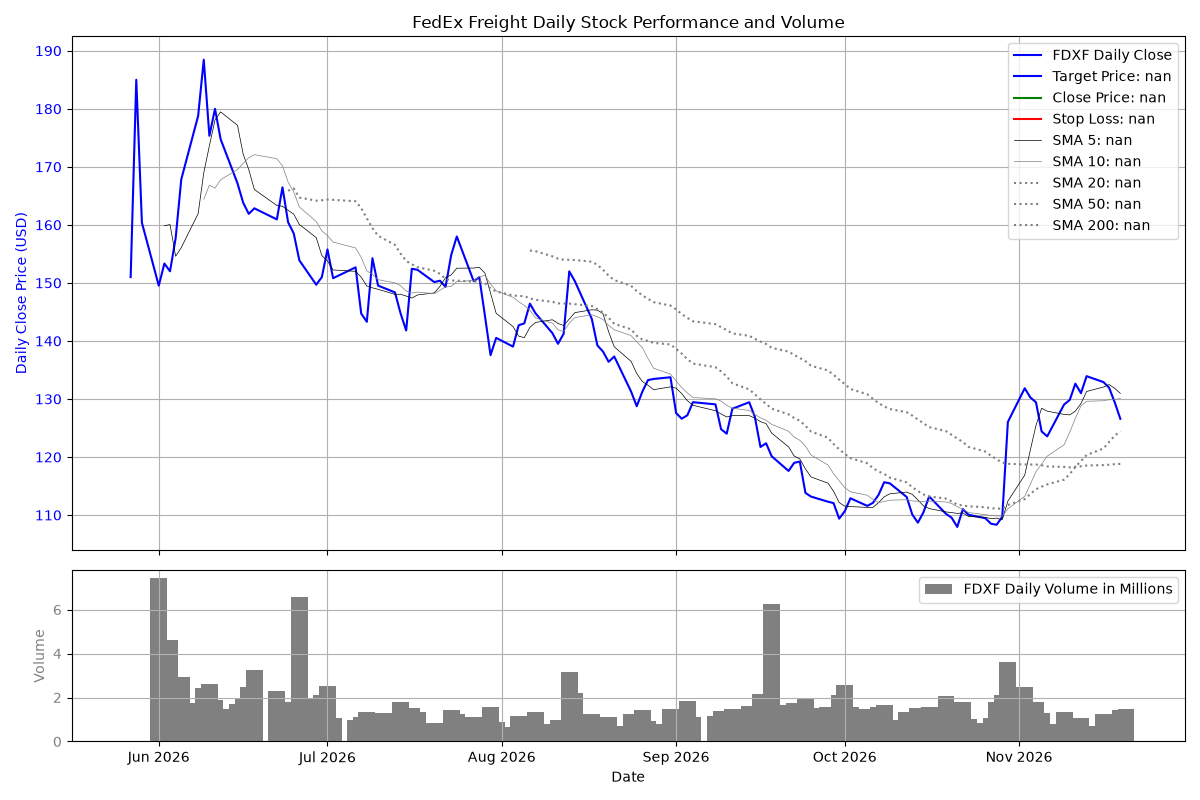 FedEx Freight Daily Stock Performance and Volume
190
180
170
160
150
140
130
120
110
Daily Close Price (USD)
FDXF Daily Close
Target Price: nan
Close Price: nan
Stop Loss: nan
SMA 5: nan
SMA 10: nan
SMA 20: nan
SMA 50: nan
SMA 200: nan
6
4
2
0
Volume
FDXF Daily Volume in Millions
Jun 2026
Jul 2026
Aug 2026
Sep 2026
Oct 2026
Nov 2026
Date